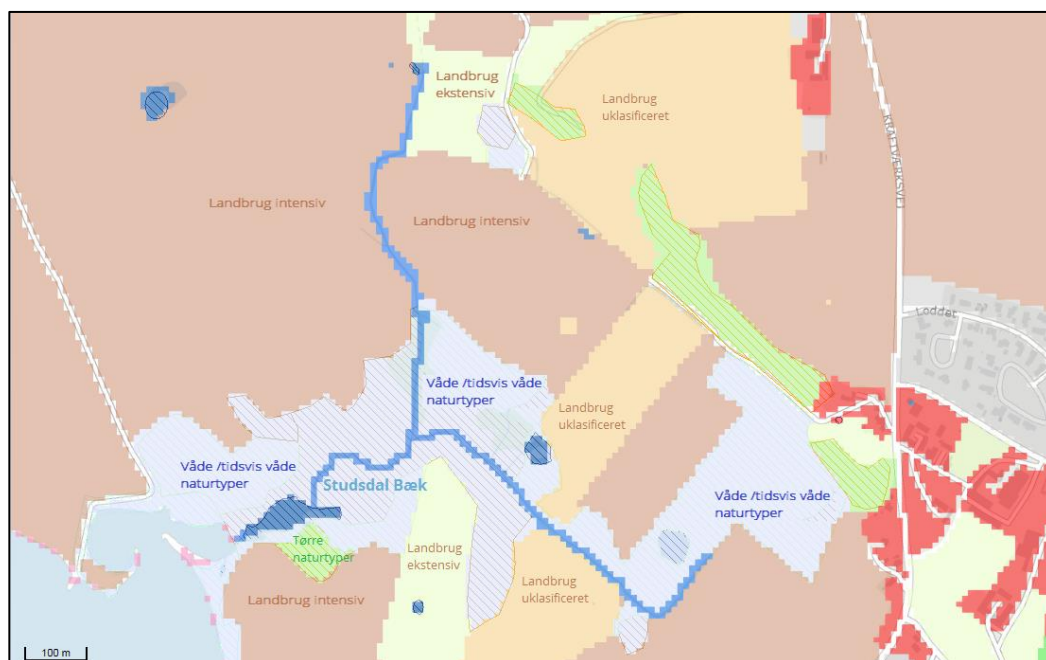 Landbrug
ekstensiv
Landbrug
uklasificeret
KRAFTVÆRKSVEJ
Landbrug intensiv
Landbrug intensiv
Loddet
Våde /tidsvis våde
naturtyper
Landbrug
uklasificeret
Våde /tidsvis våde
naturtyper
Studsdal Bæk
Våde /tidsvis våde
naturtyper
Tørre
naturtyper
Landbrug
ekstensiv
Landbrug
uklasificeret
Landbrug intensiv
100 m